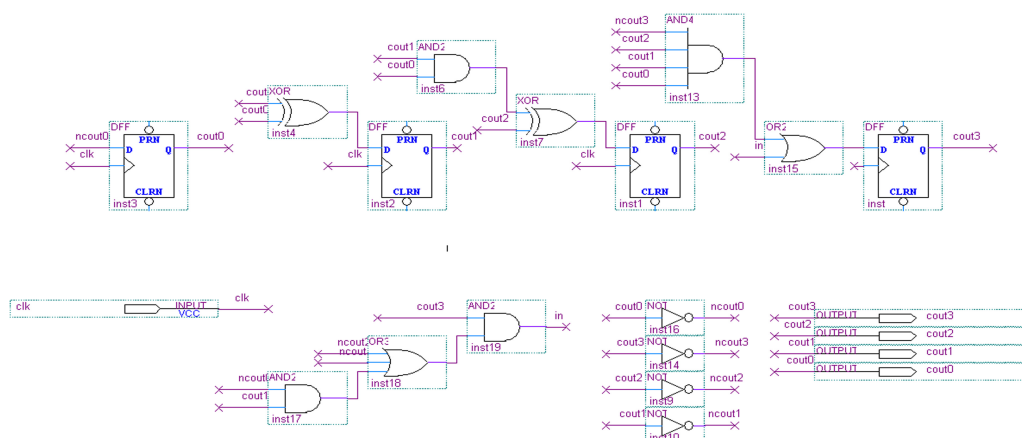 ncout3
AND4
cout2
cout1
cout0
inst13
cout1
AND2
cout0
inst6
XOR
cout0
inst4
XOR
cout2
inst7
DFF
ncout0
cout0
clk
D
PRN
Q
CLRN
inst3
DFF
cout1
clk
D
PRN
Q
CLRN
inst2
DFF
cout2
clk
D
PRN
Q
CLRN
inst1
OR2
in
inst15
DFF
cout3
D
PRN
Q
CLRN
inst
clk
INPUT
VCC
clk
cout3
AND2
in
inst19
ncout2
OR3
ncout
inst18
AND2
cout1
inst17
cout0
NOT
ncout0
inst16
cout3
NOT
ncout3
inst14
cout2
NOT
ncout2
inst9
cout1
NOT
ncout1
inst10
cout3
OUTPUT
cout3
cout2
OUTPUT
cout2
cout1
OUTPUT
cout1
cout0
OUTPUT
cout0